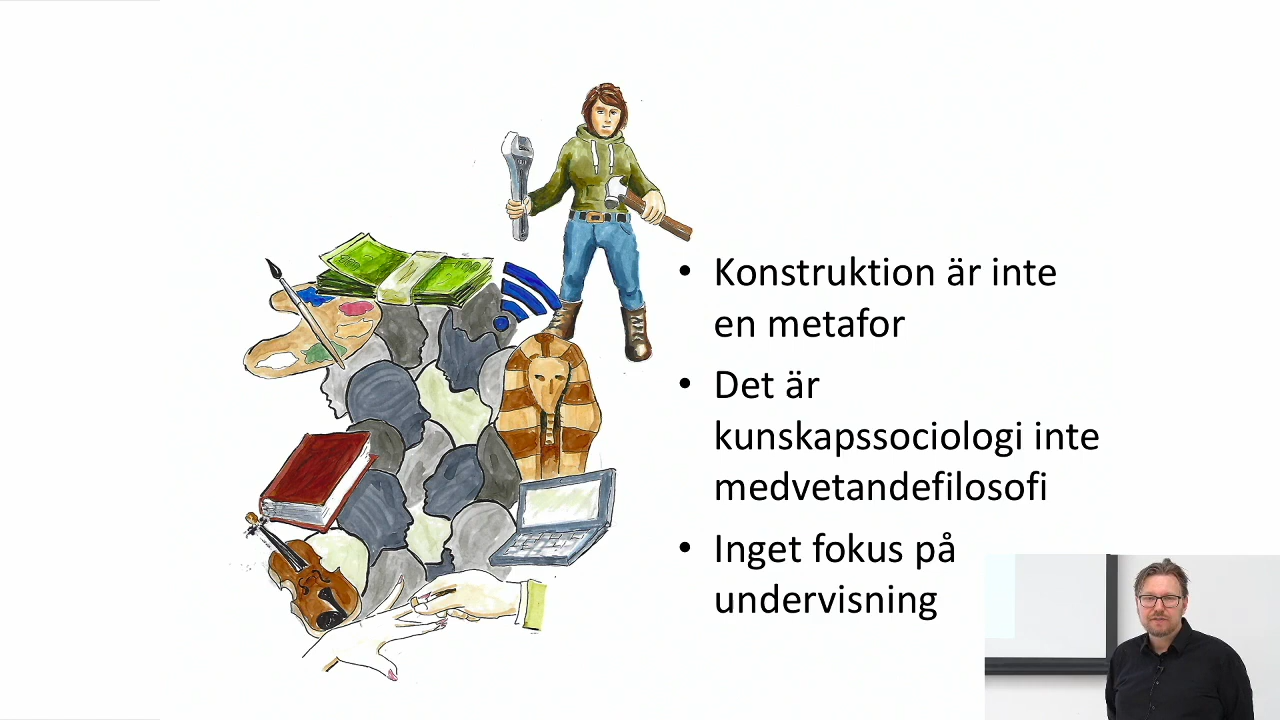 • Konstruktion är inte
en metafor
• Det är
kunskapssociologi inte
medvetandefilosofi
• Inget fokus på
undervisning